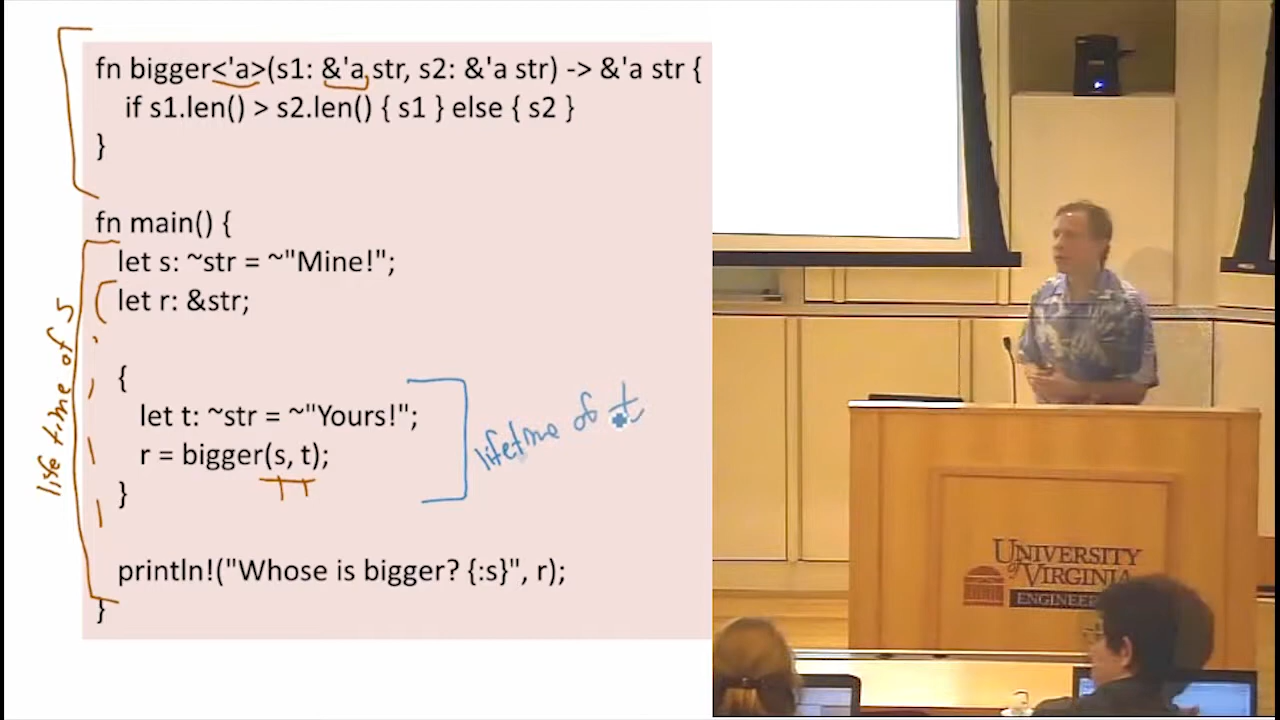 fn bigger<'a>(s1: &'a str, s2: &'a str) -> &'a str {
if s1.len() > s2.len() { s1 } else { s2 }
}
fn main() {
let s: ~str = ~"Mine!";
let r: &str;
{
let t: ~str = ~"Yours!";
r = bigger(s, t);
}
println!("Whose is bigger? {:s}", r);
}
life time of s
lifetime of t
UNIVERSITY
of VIRGINIA
ENGINEER